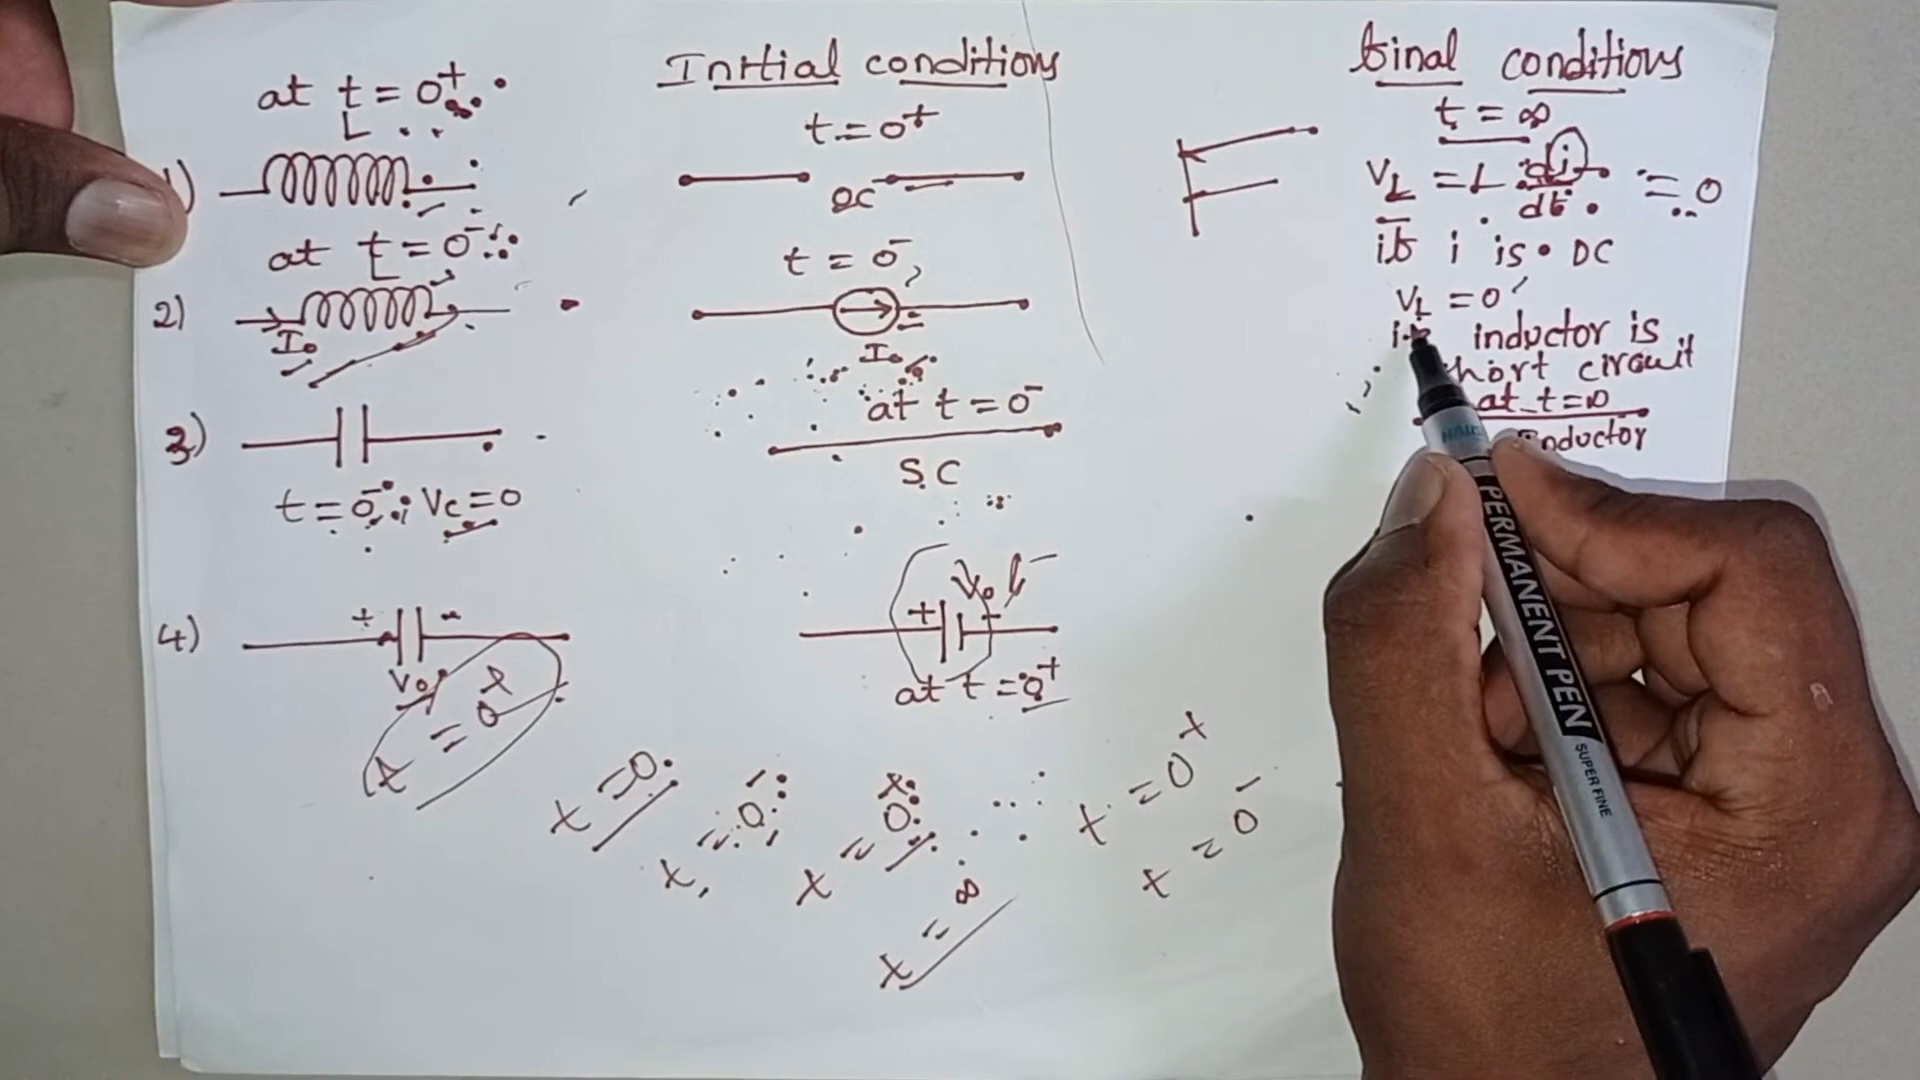 Initial conditions
at t = 0+
L
t = 0+
1)
OC
at t = 0-
L
t = 0-
2)
I0
I0
at t = 0-
3)
S.C
t = 0-; Vc = 0
V0
4)
+ -
+ -
V0
at t = 0+
t = 0+
t = 0
t = 0-
t = 0+
t = ∞
t = 0+
t = 0-
F
Final conditions
t = ∞
VL = L di/dt = 0
if i is DC
VL = 0
inductor is
short circuit
at t = ∞
inductor
PERMANENT PEN
SUPER FINE